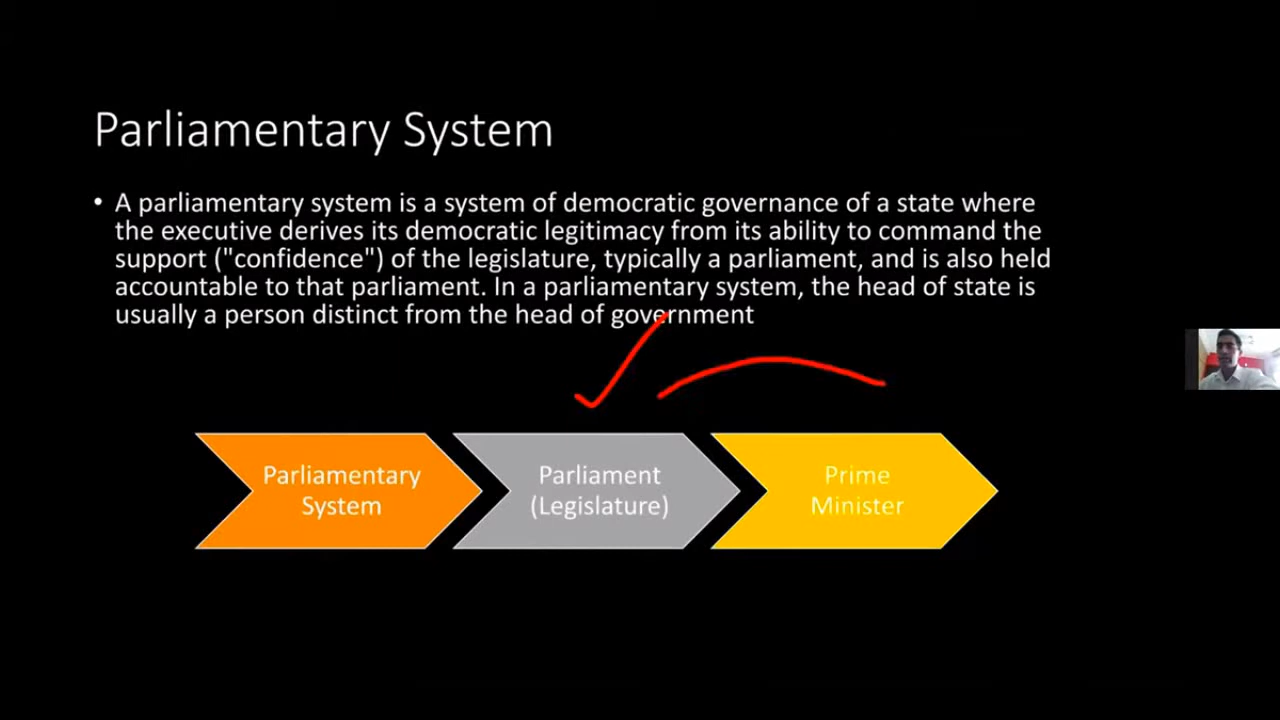 Parliamentary System
• A parliamentary system is a system of democratic governance of a state where
the executive derives its democratic legitimacy from its ability to command the
support ("confidence") of the legislature, typically a parliament, and is also held
accountable to that parliament. In a parliamentary system, the head of state is
usually a person distinct from the head of government
Parliamentary
System
Parliament
(Legislature)
Prime
Minister